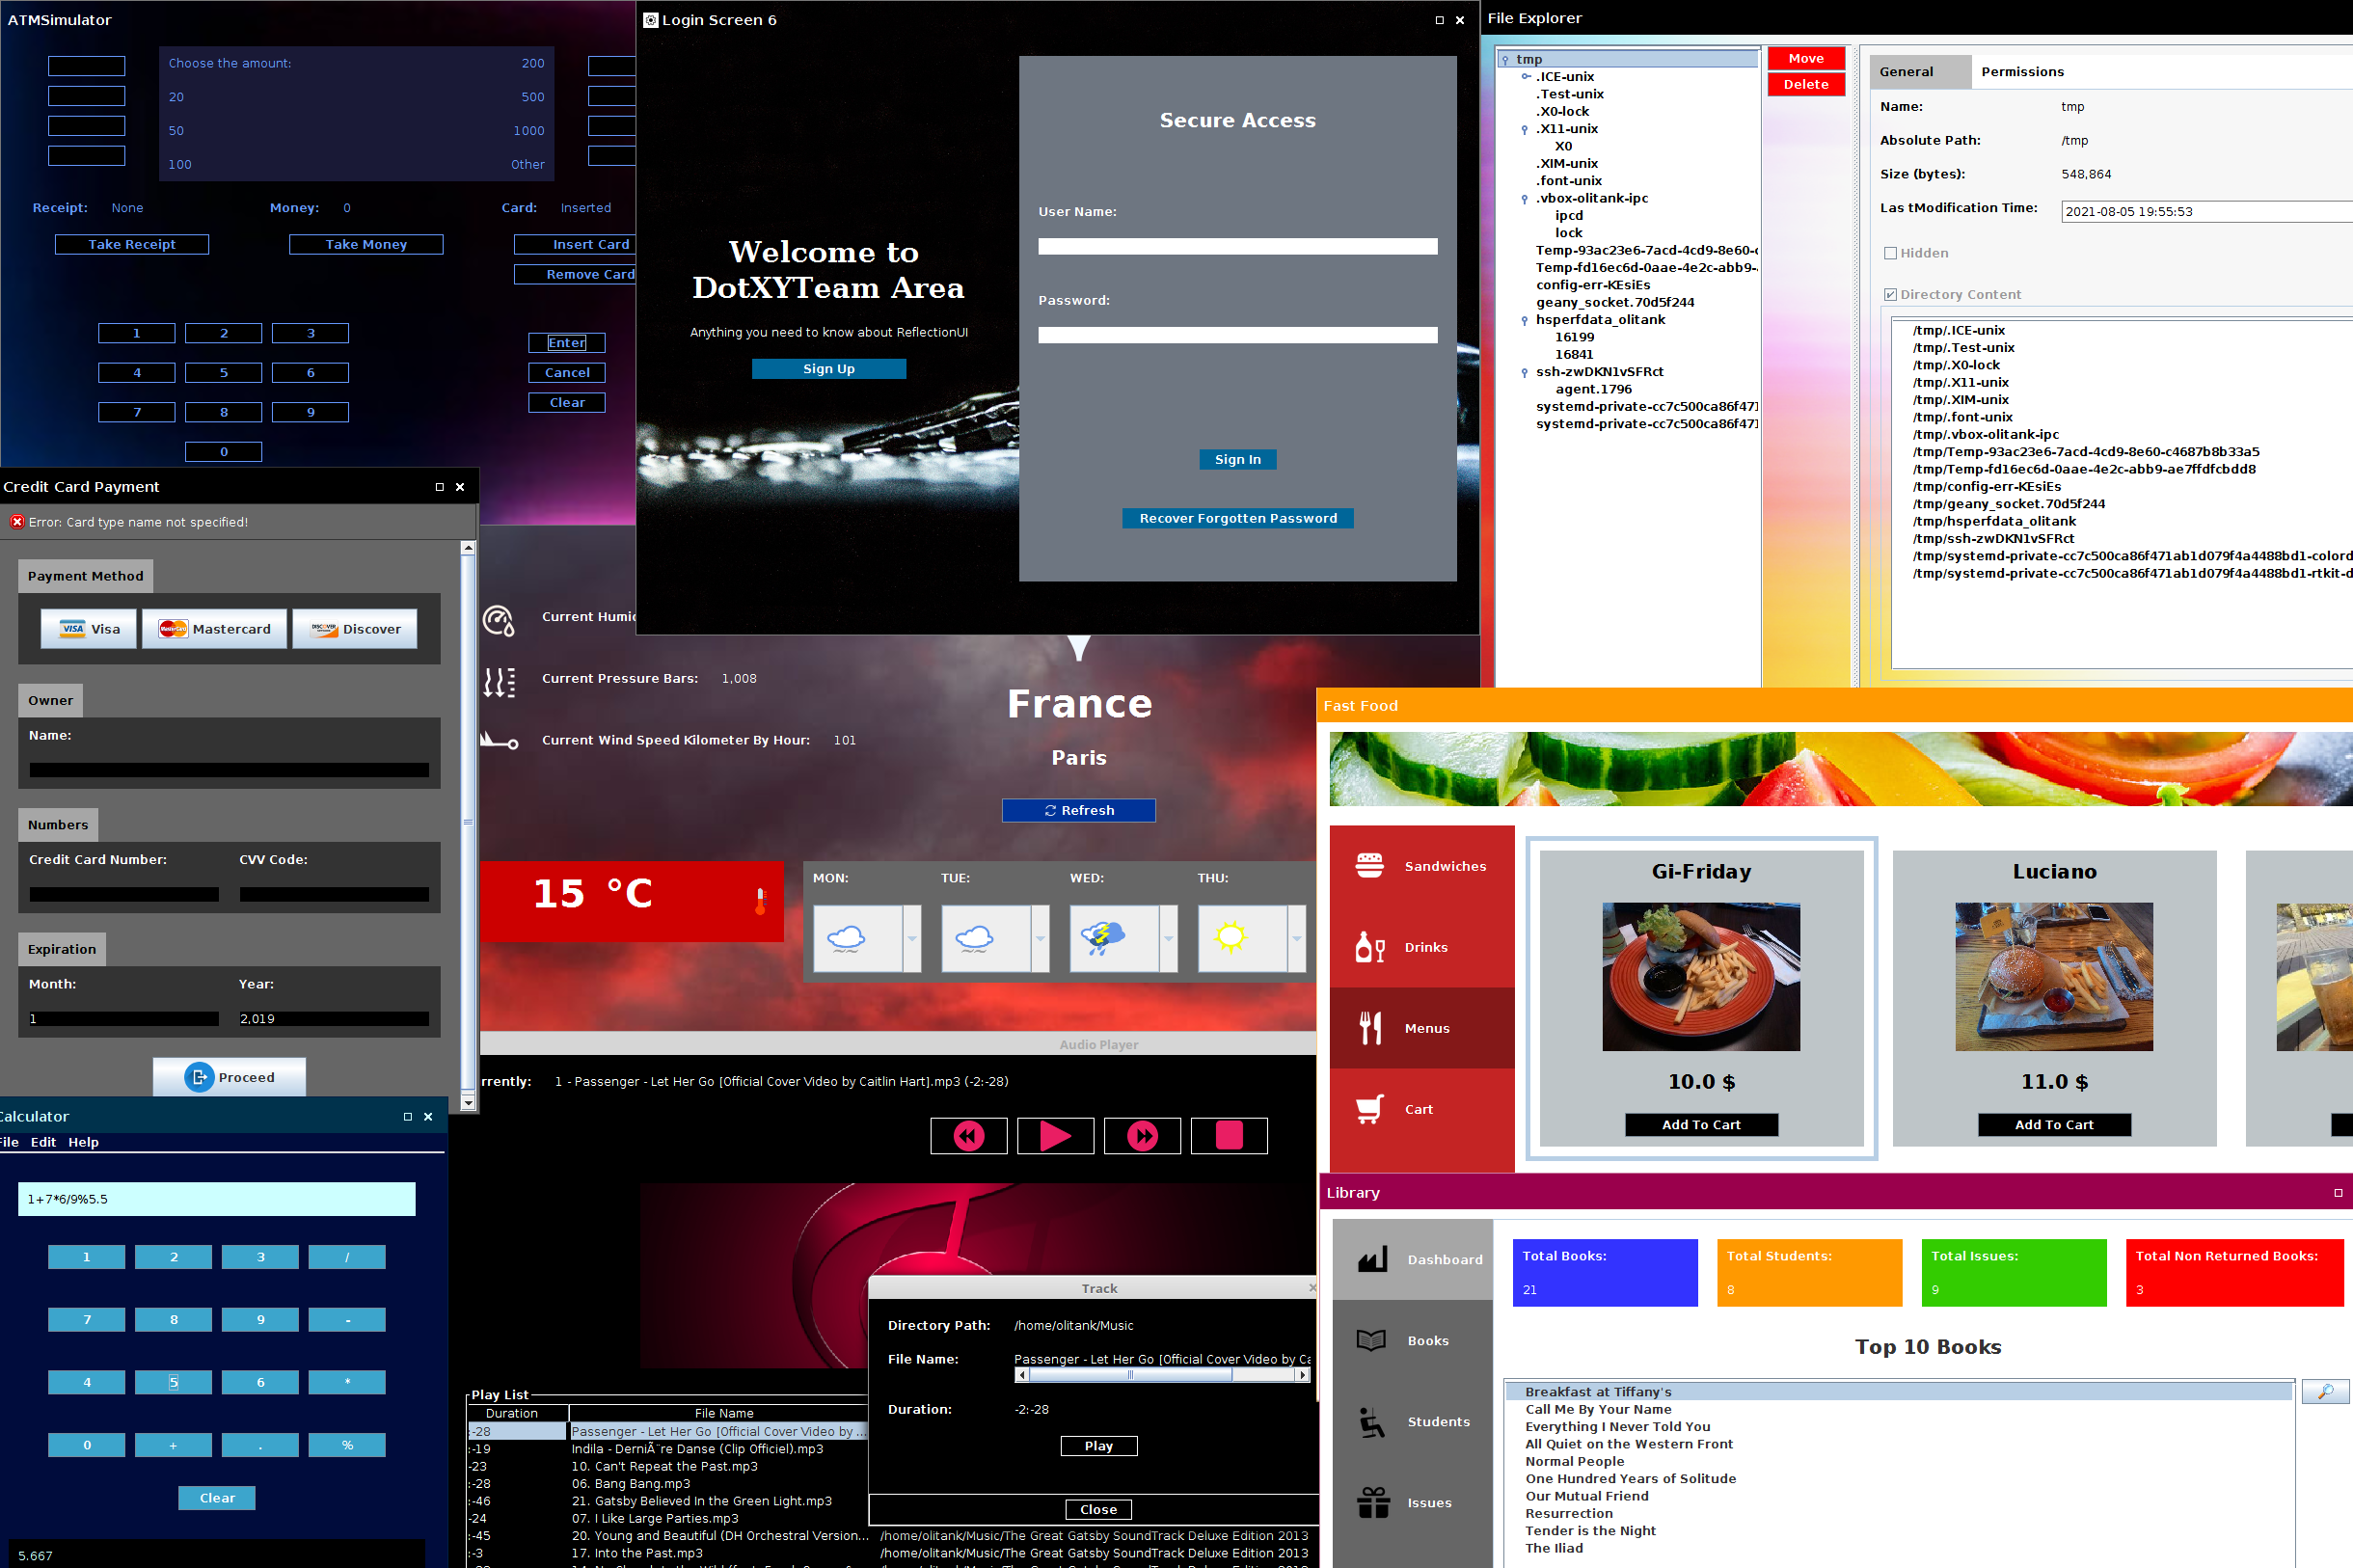 ATMSimulator
Choose the amount: 200
20 500
50 1000
100 Other
Receipt: None Money: 0 Card: Inserted
Take Receipt Take Money Insert Card
Remove Card
1 2 3 Enter
4 5 6 Cancel
7 8 9 Clear
0
Login Screen 6
Welcome to
DotXYTeam Area
Anything you need to know about ReflectionUI
Sign Up
Secure Access
User Name:
Password:
Sign In
Recover Forgotten Password
File Explorer
tmp
.ICE-unix
.Test-unix
.X0-lock
.X11-unix
X0
.XIM-unix
.font-unix
.vbox-olitank-ipc
ipcd
lock
Temp-93ac23e6-7acd-4cd9-8e60-c
Temp-fd16ec6d-0aae-4e2c-abb9-
config-err-KEsiEs
geany_socket.70d5f244
hsperfdata_olitank
16199
16841
ssh-zwDKN1vSFRct
agent.1796
systemd-private-cc7c500ca86f471
systemd-private-cc7c500ca86f471
Move
Delete
General Permissions
Name: tmp
Absolute Path: /tmp
Size (bytes): 548,864
Las tModification Time: 2021-08-05 19:55:53
Hidden
Directory Content
/tmp/.ICE-unix
/tmp/.Test-unix
/tmp/.X0-lock
/tmp/.X11-unix
/tmp/.XIM-unix
/tmp/.font-unix
/tmp/.vbox-olitank-ipc
/tmp/Temp-93ac23e6-7acd-4cd9-8e60-c4687b8b33a5
/tmp/Temp-fd16ec6d-0aae-4e2c-abb9-ae7ffdfcbdd8
/tmp/config-err-KEsiEs
/tmp/geany_socket.70d5f244
/tmp/hsperfdata_olitank
/tmp/ssh-zwDKN1vSFRct
/tmp/systemd-private-cc7c500ca86f471ab1d079f4a4488bd1-colord
/tmp/systemd-private-cc7c500ca86f471ab1d079f4a4488bd1-rtkit-d
Credit Card Payment
Error: Card type name not specified!
Payment Method
VISA Visa MasterCard Mastercard DISCOVER Discover
Owner
Name:
Numbers
Credit Card Number: CVV Code:
Expiration
Month: Year:
1 2,019
Proceed
Current Humi
Current Pressure Bars: 1,008
Current Wind Speed Kilometer By Hour: 101
France
Paris
Refresh
15 °C
MON: TUE: WED: THU:
Fast Food
Sandwiches
Drinks
Menus
Cart
Gi-Friday
10.0 $
Add To Cart
Luciano
11.0 $
Add To Cart
Calculator
File Edit Help
1+7*6/9%5.5
1 2 3 /
7 8 9 -
4 5 6 *
0 + . %
Clear
5.667
Audio Player
rrently: 1 - Passenger - Let Her Go [Official Cover Video by Caitlin Hart].mp3 (-2:-28)
Play List
Duration File Name
:-28 Passenger - Let Her Go [Official Cover Video by ...
:-19 Indila - DerniÃ¨re Danse (Clip Officiel).mp3
-23 10. Can't Repeat the Past.mp3
:-28 06. Bang Bang.mp3
:-46 21. Gatsby Believed In the Green Light.mp3
-24 07. I Like Large Parties.mp3
:-45 20. Young and Beautiful (DH Orchestral Version... /home/olitank/Music/The Great Gatsby SoundTrack Deluxe Edition 2013
:-3 17. Into the Past.mp3 /home/olitank/Music/The Great Gatsby SoundTrack Deluxe Edition 2013
Track
Directory Path: /home/olitank/Music
File Name: Passenger - Let Her Go [Official Cover Video by Ca
Duration: -2:-28
Play
Close
Library
Dashboard
Books
Students
Issues
Total Books: 21
Total Students: 8
Total Issues: 9
Total Non Returned Books: 3
Top 10 Books
Breakfast at Tiffany's
Call Me By Your Name
Everything I Never Told You
All Quiet on the Western Front
Normal People
One Hundred Years of Solitude
Our Mutual Friend
Resurrection
Tender is the Night
The Iliad